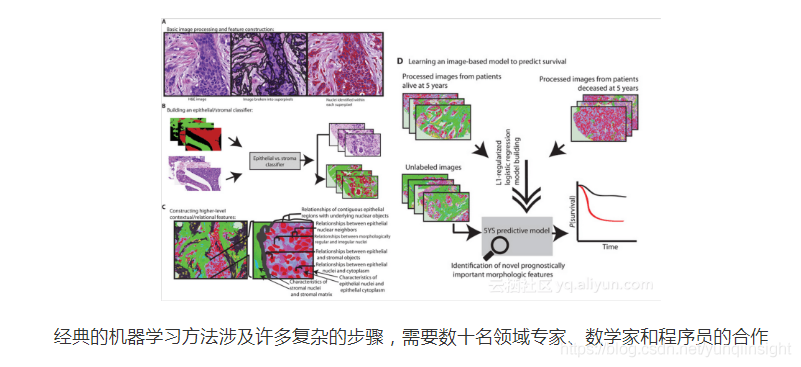 A
Basic image processing and feature construction:
H&E image
Image broken into superpixels
Nuclei identified within
each superpixel
B
Building an epithelial/stromal classifier:
Epithelial vs stroma
classifier
C
Constructing higher-level
contextual/relational features:
Relationships of contiguous epithelial
regions with underlying nuclear objects
Relationships between epithelial
nuclear neighbors
Relationships between morphologically
regular and irregular nuclei
Relationships between epithelial
and stromal objects
Relationships between epithelial
nuclei and cytoplasm
Characteristics of
stromal nuclei
and stromal matrix
Characteristics of
epithelial nuclei and
epithelial cytoplasm
D
Learning an image-based model to predict survival
Processed images from patients
alive at 5 years
Processed images from patients
deceased at 5 years
L1-regularized
logistic regression
model building
Unlabeled images
5YS predictive model
P(survival)
Time
Identification of novel prognostically
important morphologic features
云栖社区 yq.aliyun.com
经典的机器学习方法涉及许多复杂的步骤，需要数十名领域专家、数学家和程序员的合作
https://blog.csdn.net/yunqiinsight